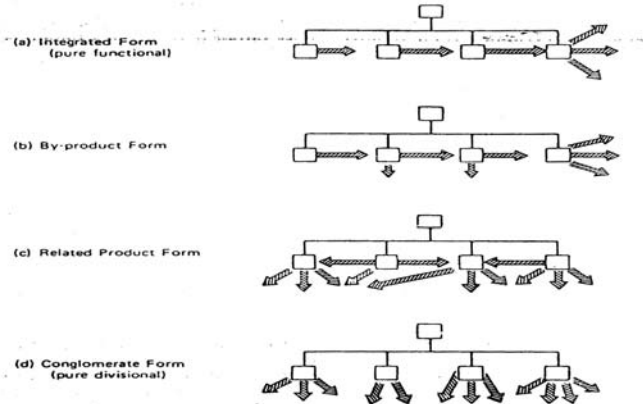 (a) Integrated Form
(pure functional)
(b) By-product Form
(c) Related Product Form
(d) Conglomerate Form
(pure divisional)